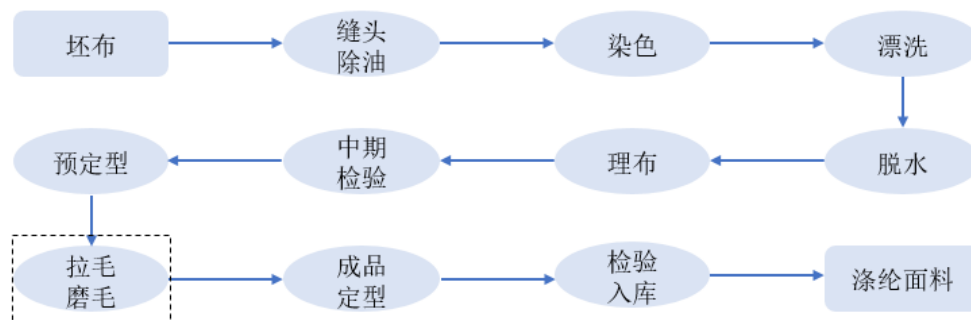 坯布
缝头
除油
染色
漂洗
预定型
中期
检验
理布
脱水
拉毛
磨毛
成品
定型
检验
入库
涤纶面料